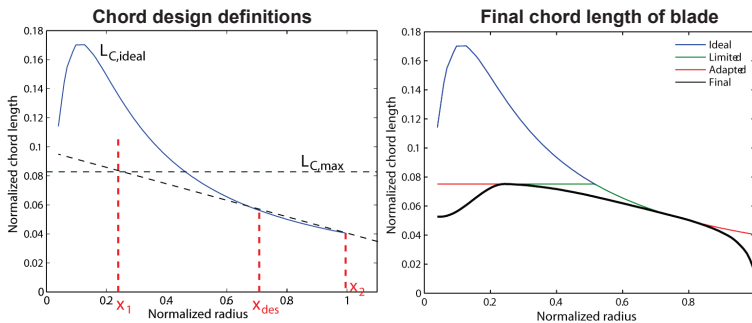 Chord design definitions
Normalized chord length
0.18
0.16
0.14
0.12
0.1
0.08
0.06
0.04
0.02
0
L_C,ideal
L_C,max
0 0.2 0.4 0.6 0.8 1
x_1 x_des x_2
Normalized radius
Final chord length of blade
Normalized chord length
0.18
0.16
0.14
0.12
0.1
0.08
0.06
0.04
0.02
0
Ideal
Limited
Adapted
Final
0 0.2 0.4 0.6 0.8 1
Normalized radius